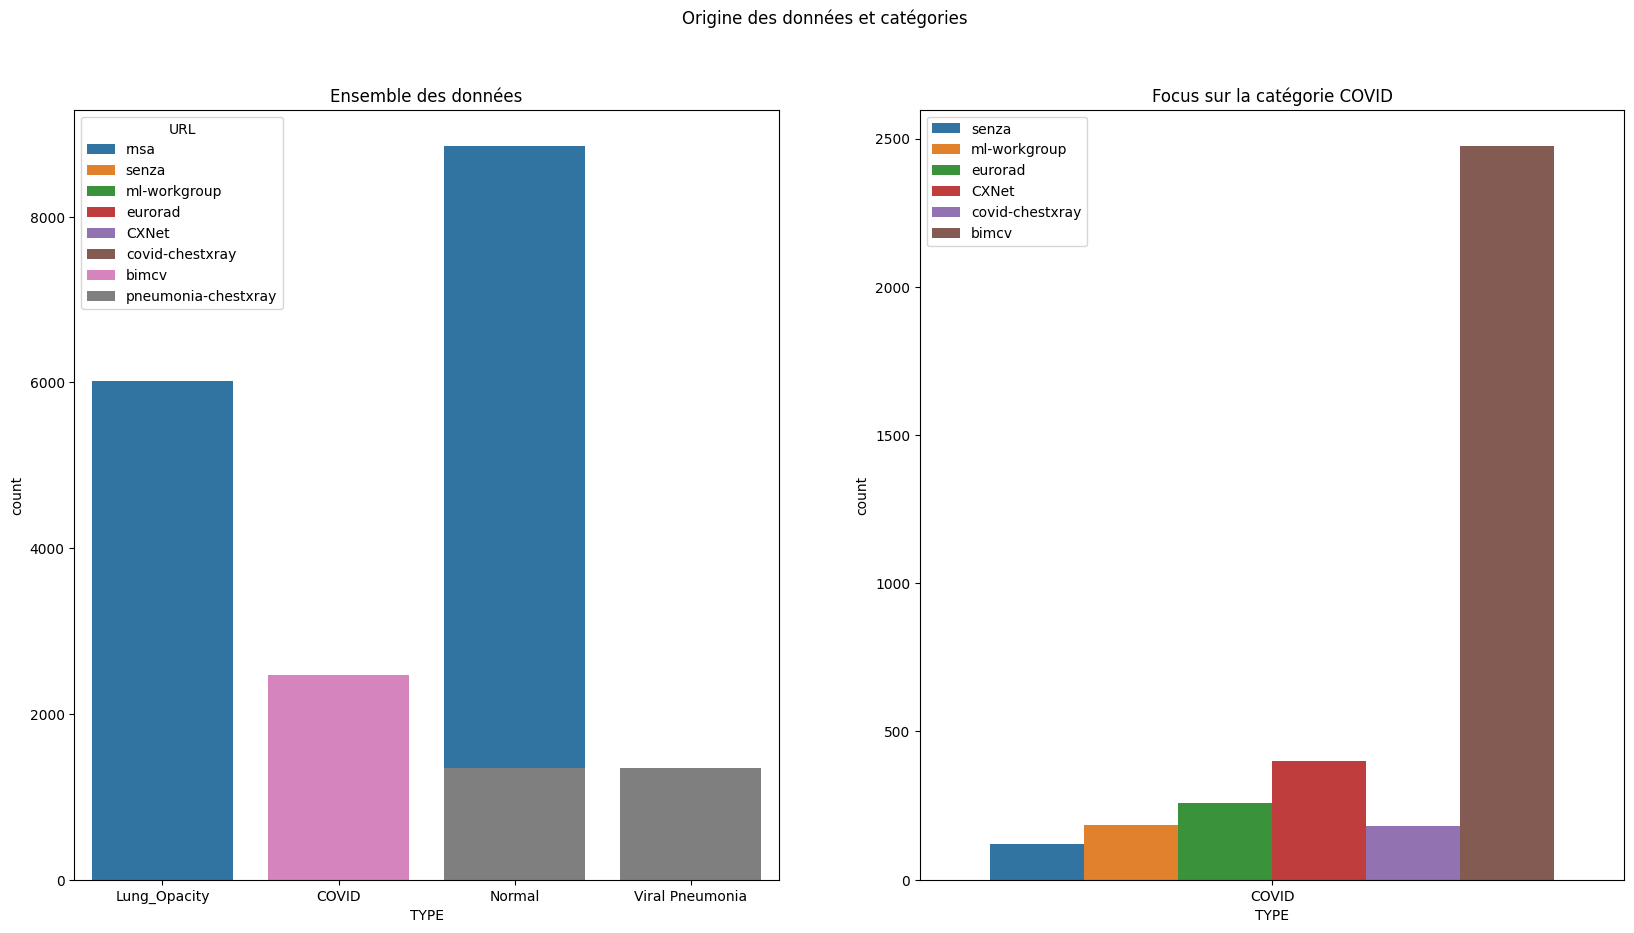 Origine des données et catégories
Ensemble des données
URL
rnsa
senza
ml-workgroup
eurorad
CXNet
covid-chestxray
bimcv
pneumonia-chestxray
8000
6000
4000
2000
0
count
Lung_Opacity
COVID
Normal
Viral Pneumonia
TYPE
Focus sur la catégorie COVID
senza
ml-workgroup
eurorad
CXNet
covid-chestxray
bimcv
2500
2000
1500
1000
500
0
count
COVID
TYPE